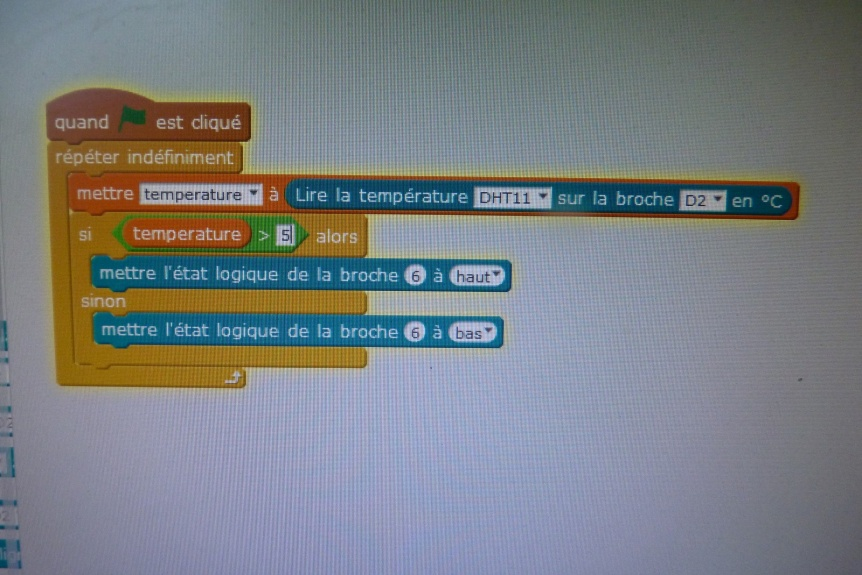 quand est cliqué
répéter indéfiniment
mettre temperature à Lire la température DHT11 sur la broche D2 en °C
si temperature > 5 alors
mettre l'état logique de la broche 6 à haut
sinon
mettre l'état logique de la broche 6 à bas